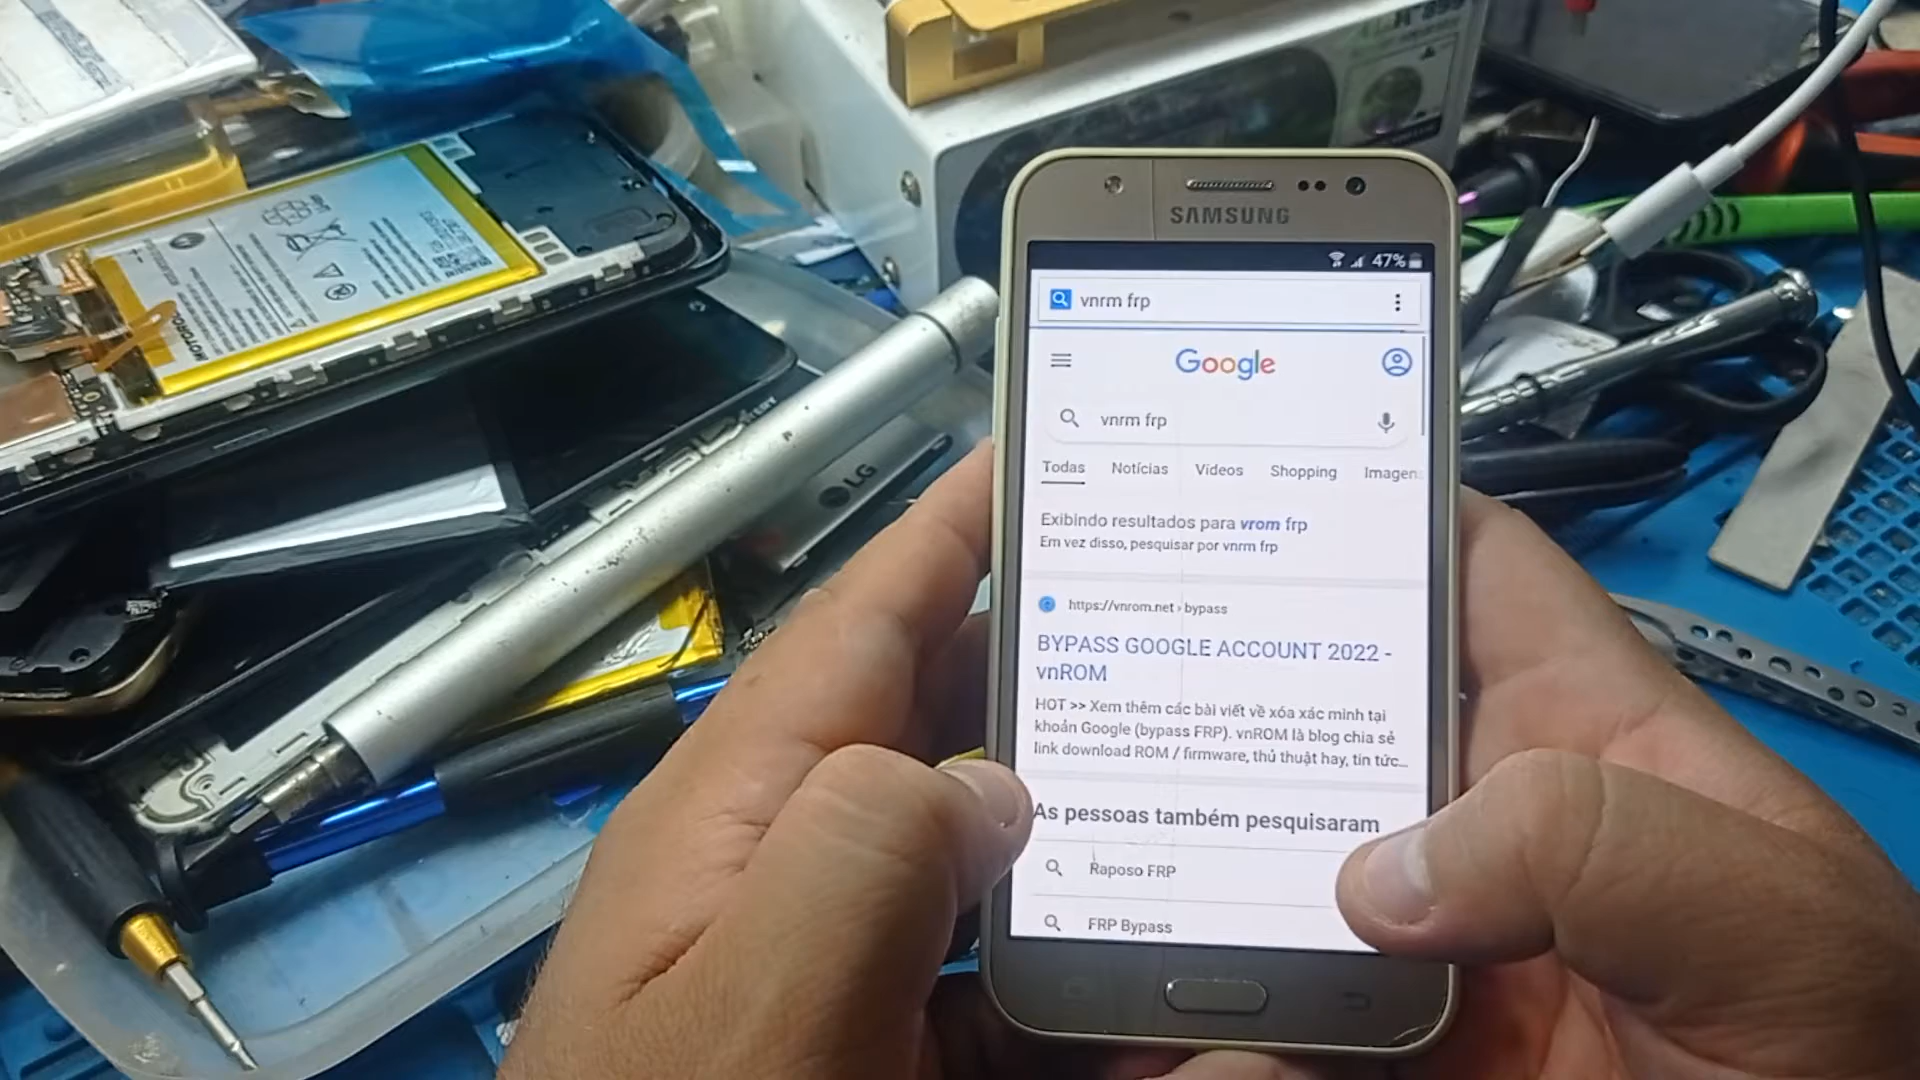 SAMSUNG
47%
vnrm frp
Google
vnrm frp
Todas Notícias Vídeos Shopping Imagen
Exibindo resultados para vrom frp
Em vez disso, pesquisar por vnrm frp
https://vnrom.net › bypass
BYPASS GOOGLE ACCOUNT 2022 -
vnROM
HOT >> Xem thêm các bài viết về xóa xác minh tại
khoản Google (bypass FRP). vnROM là blog chia sẻ
link download ROM / firmware, thủ thuật hay, tin tức...
As pessoas também pesquisaram
Raposo FRP
FRP Bypass
LG